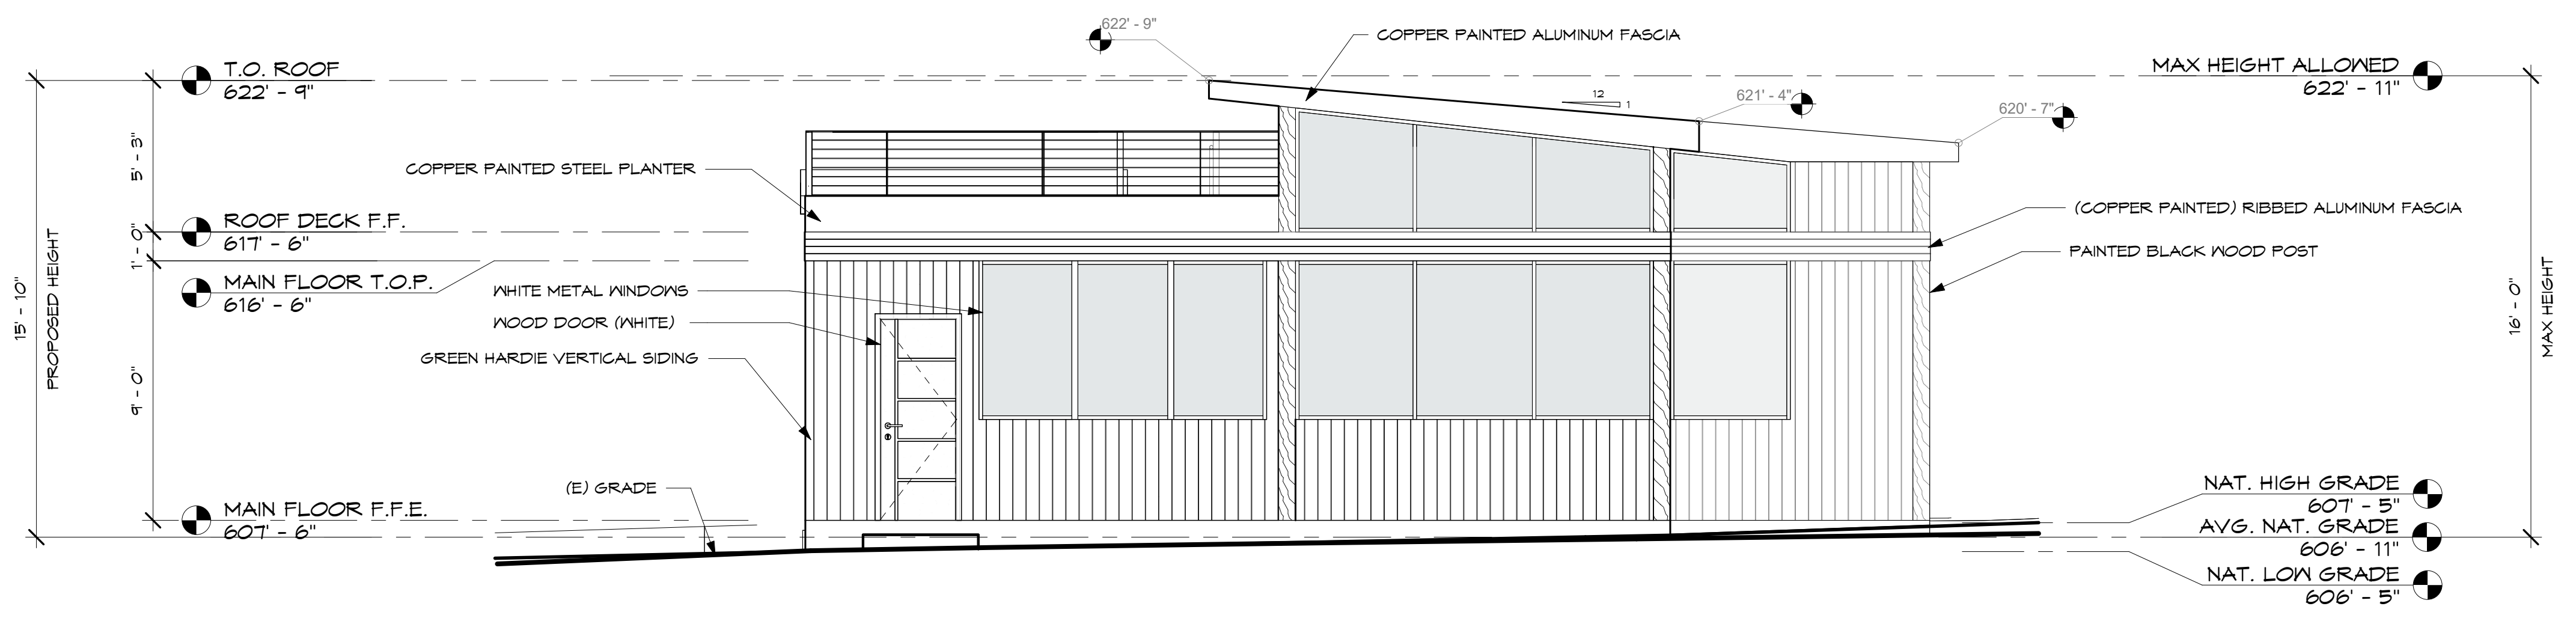 622' - 9"
COPPER PAINTED ALUMINUM FASCIA
T.O. ROOF
622' - 9"
MAX HEIGHT ALLOWED
622' - 11"
12
1
621' - 4"
620' - 7"
5' - 3"
COPPER PAINTED STEEL PLANTER
ROOF DECK F.F.
617' - 6"
(COPPER PAINTED) RIBBED ALUMINUM FASCIA
1' - 0"
PAINTED BLACK WOOD POST
MAIN FLOOR T.O.P.
616' - 6"
WHITE METAL WINDOWS
WOOD DOOR (WHITE)
GREEN HARDIE VERTICAL SIDING
15' - 10"
PROPOSED HEIGHT
16' - 0"
MAX HEIGHT
9' - 0"
(E) GRADE
NAT. HIGH GRADE
607' - 5"
MAIN FLOOR F.F.E.
607' - 6"
AVG. NAT. GRADE
606' - 11"
NAT. LOW GRADE
606' - 5"